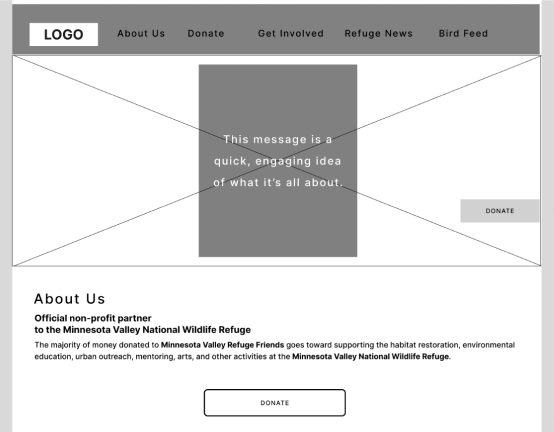 LOGO About Us Donate Get Involved Refuge News Bird Feed
This message is a
quick, engaging idea
of what it's all about.
DONATE
About Us
Official non-profit partner
to the Minnesota Valley National Wildlife Refuge
The majority of money donated to Minnesota Valley Refuge Friends goes toward supporting the habitat restoration, environmental
education, urban outreach, mentoring, arts, and other activities at the Minnesota Valley National Wildlife Refuge.
DONATE